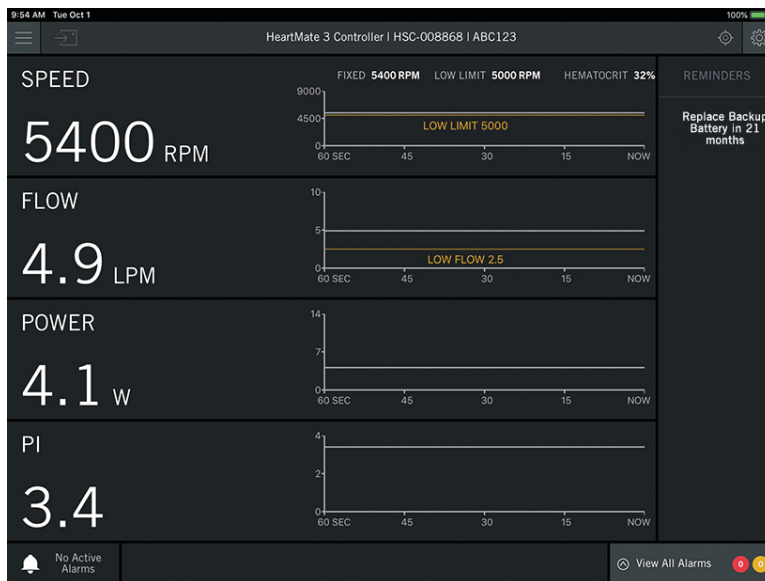 9:54 AM Tue Oct 1
100%
HeartMate 3 Controller | HSC-008868 | ABC123
SPEED
FIXED 5400 RPM LOW LIMIT 5000 RPM HEMATOCRIT 32%
5400 RPM
9000
4500
0
LOW LIMIT 5000
60 SEC 45 30 15 NOW
FLOW
4.9 LPM
10
5
0
LOW FLOW 2.5
60 SEC 45 30 15 NOW
POWER
4.1 W
14
7
0
60 SEC 45 30 15 NOW
PI
3.4
4
2
0
60 SEC 45 30 15 NOW
REMINDERS
Replace Backup
Battery in 21
months
No Active
Alarms
View All Alarms 0 0